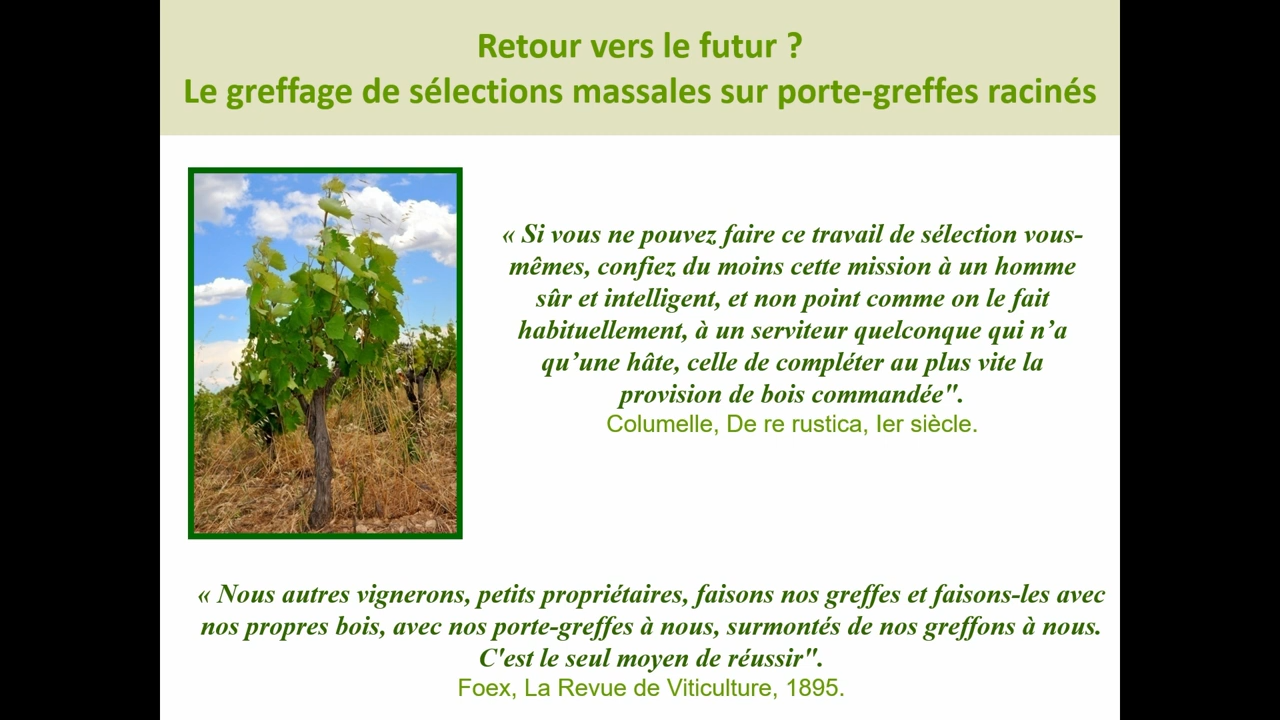 Retour vers le futur ?
Le greffage de sélections massales sur porte-greffes racinés
« Si vous ne pouvez faire ce travail de sélection vous-
mêmes, confiez du moins cette mission à un homme
sûr et intelligent, et non point comme on le fait
habituellement, à un serviteur quelconque qui n’a
qu’une hâte, celle de compléter au plus vite la
provision de bois commandée".
Columelle, De re rustica, Ier siècle.
« Nous autres vignerons, petits propriétaires, faisons nos greffes et faisons-les avec
nos propres bois, avec nos porte-greffes à nous, surmontés de nos greffons à nous.
C'est le seul moyen de réussir".
Foex, La Revue de Viticulture, 1895.